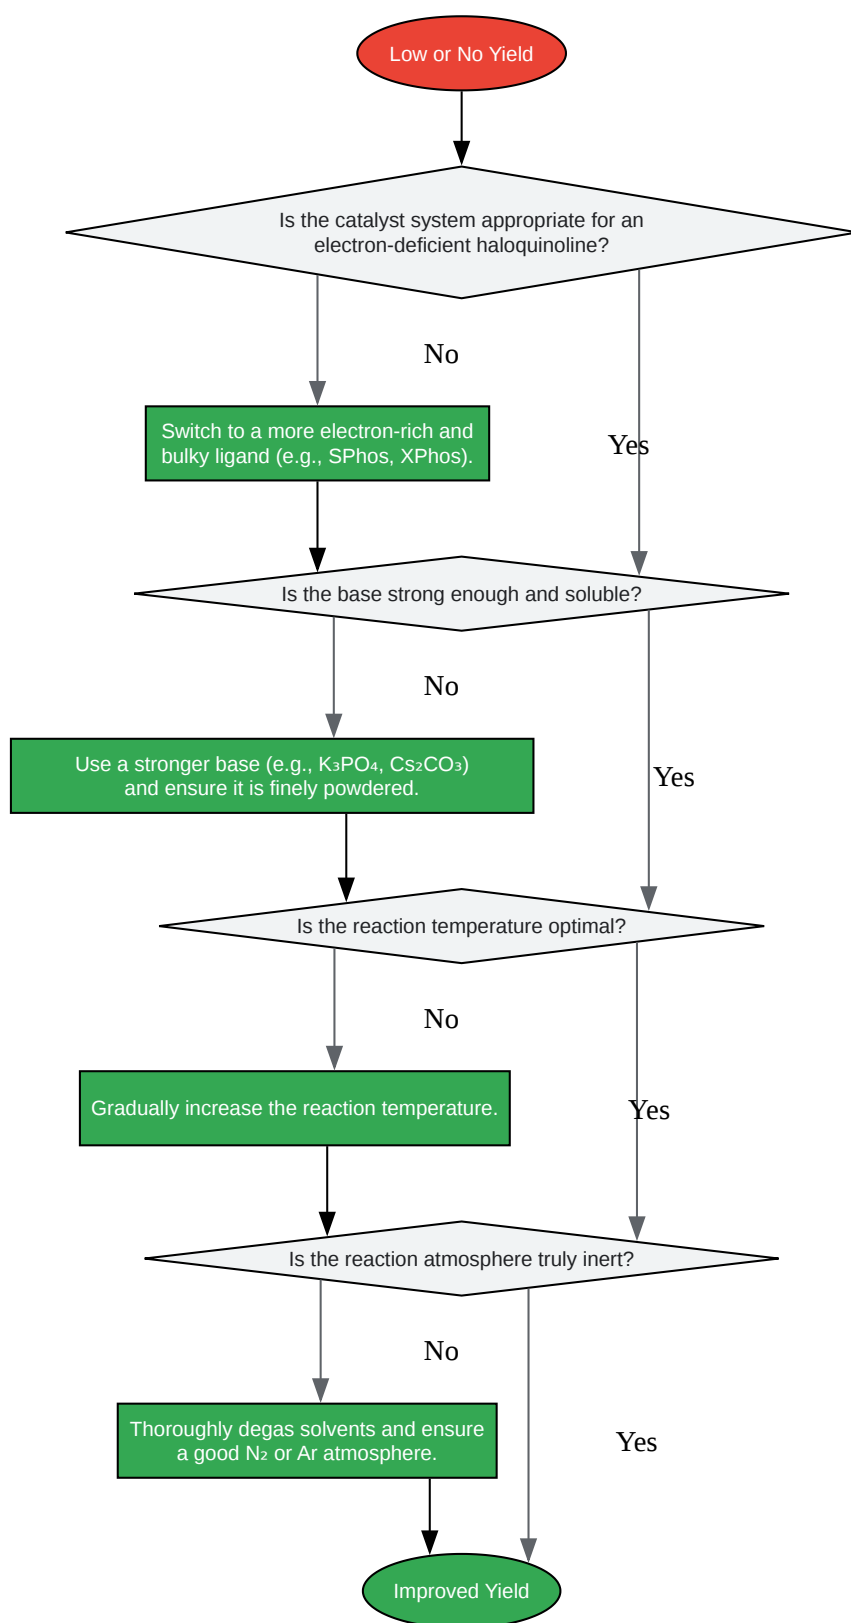 Low or No Yield
Is the catalyst system appropriate for an
electron-deficient haloquinoline?
No
Switch to a more electron-rich and
bulky ligand (e.g., SPhos, XPhos).
Yes
Is the base strong enough and soluble?
No
Use a stronger base (e.g., K₃PO₄, Cs₂CO₃)
and ensure it is finely powdered.
Yes
Is the reaction temperature optimal?
No
Gradually increase the reaction temperature.
Yes
Is the reaction atmosphere truly inert?
No
Thoroughly degas solvents and ensure
a good N₂ or Ar atmosphere.
Yes
Improved Yield